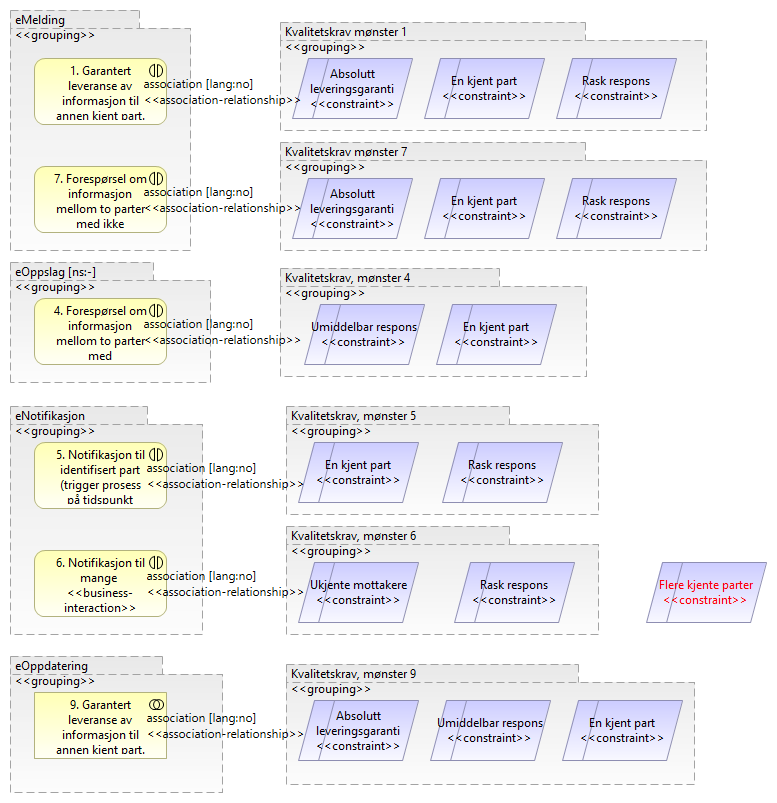 eMelding
<<grouping>>
1. Garantert
leveranse av
informasjon til
annen kjent part.
association [lang:no]
<<association-relationship>>
Kvalitetskrav mønster 1
<<grouping>>
Absolutt
leveringsgaranti
<<constraint>>
En kjent part
<<constraint>>
Rask respons
<<constraint>>
7. Forespørsel om
informasjon
mellom to parter
med ikke
association [lang:no]
<<association-relationship>>
Kvalitetskrav mønster 7
<<grouping>>
Absolutt
leveringsgaranti
<<constraint>>
En kjent part
<<constraint>>
Rask respons
<<constraint>>
eOppslag [ns:-]
<<grouping>>
4. Forespørsel om
informasjon
mellom to parter
med
association [lang:no]
<<association-relationship>>
Kvalitetskrav, mønster 4
<<grouping>>
Umiddelbar respons
<<constraint>>
En kjent part
<<constraint>>
eNotifikasjon
<<grouping>>
5. Notifikasjon til
identifisert part
(trigger prosess
på tidspunkt
association [lang:no]
<<association-relationship>>
Kvalitetskrav, mønster 5
<<grouping>>
En kjent part
<<constraint>>
Rask respons
<<constraint>>
6. Notifikasjon til
mange
<<business-
interaction>>
association [lang:no]
<<association-relationship>>
Kvalitetskrav, mønster 6
<<grouping>>
Ukjente mottakere
<<constraint>>
Rask respons
<<constraint>>
Flere kjente parter
<<constraint>>
eOppdatering
<<grouping>>
9. Garantert
leveranse av
informasjon til
annen kjent part.
association [lang:no]
<<association-relationship>>
Kvalitetskrav, mønster 9
<<grouping>>
Absolutt
leveringsgaranti
<<constraint>>
Umiddelbar respons
<<constraint>>
En kjent part
<<constraint>>